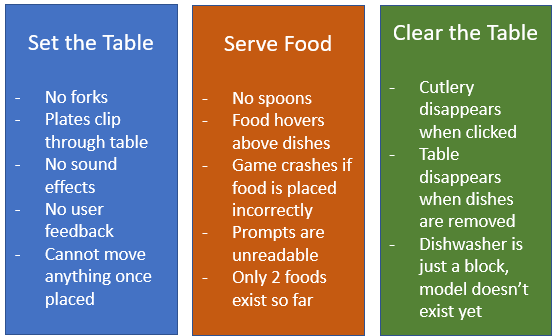 Set the Table
- No forks
- Plates clip
through table
- No sound
effects
- No user
feedback
- Cannot move
anything once
placed
Serve Food
- No spoons
- Food hovers
above dishes
- Game crashes if
food is placed
incorrectly
- Prompts are
unreadable
- Only 2 foods
exist so far
Clear the Table
- Cutlery
disappears
when clicked
- Table
disappears
when dishes
are removed
- Dishwasher is
just a block,
model doesn’t
exist yet